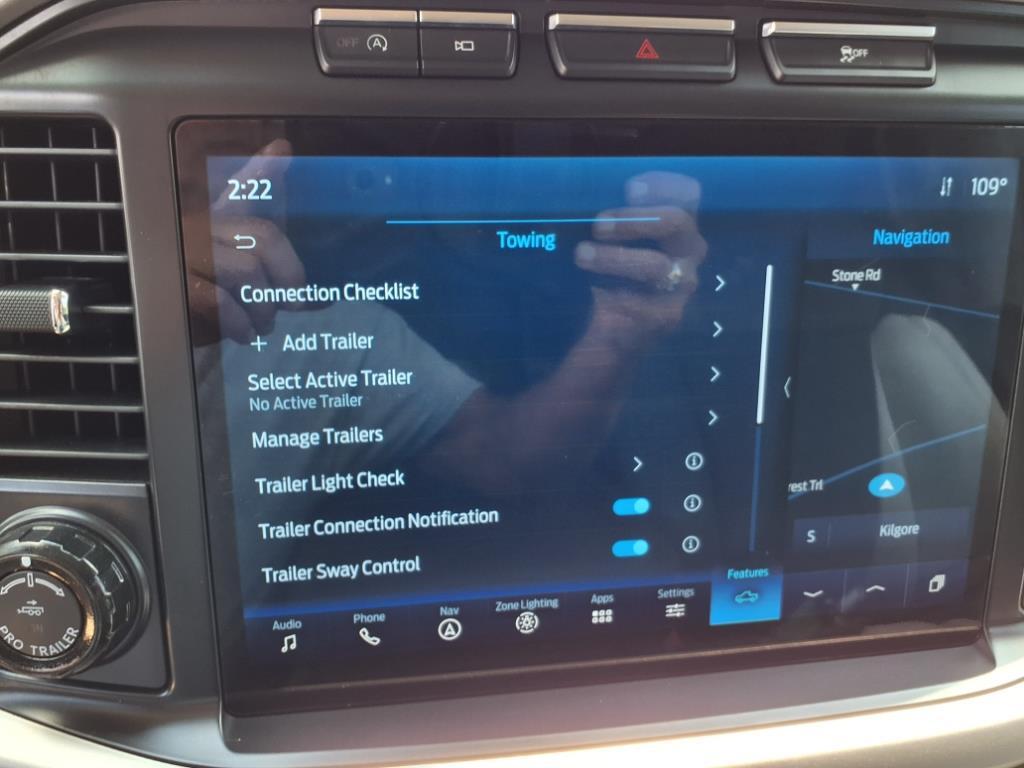 OFF A
OFF
2:22
109°
Towing
Navigation
Connection Checklist
+ Add Trailer
Select Active Trailer
No Active Trailer
Manage Trailers
Trailer Light Check
Trailer Connection Notification
Trailer Sway Control
Stone Rd
rest Trl
S
Kilgore
Audio
Phone
Nav
Zone Lighting
Apps
Settings
Features
PRO TRAILER